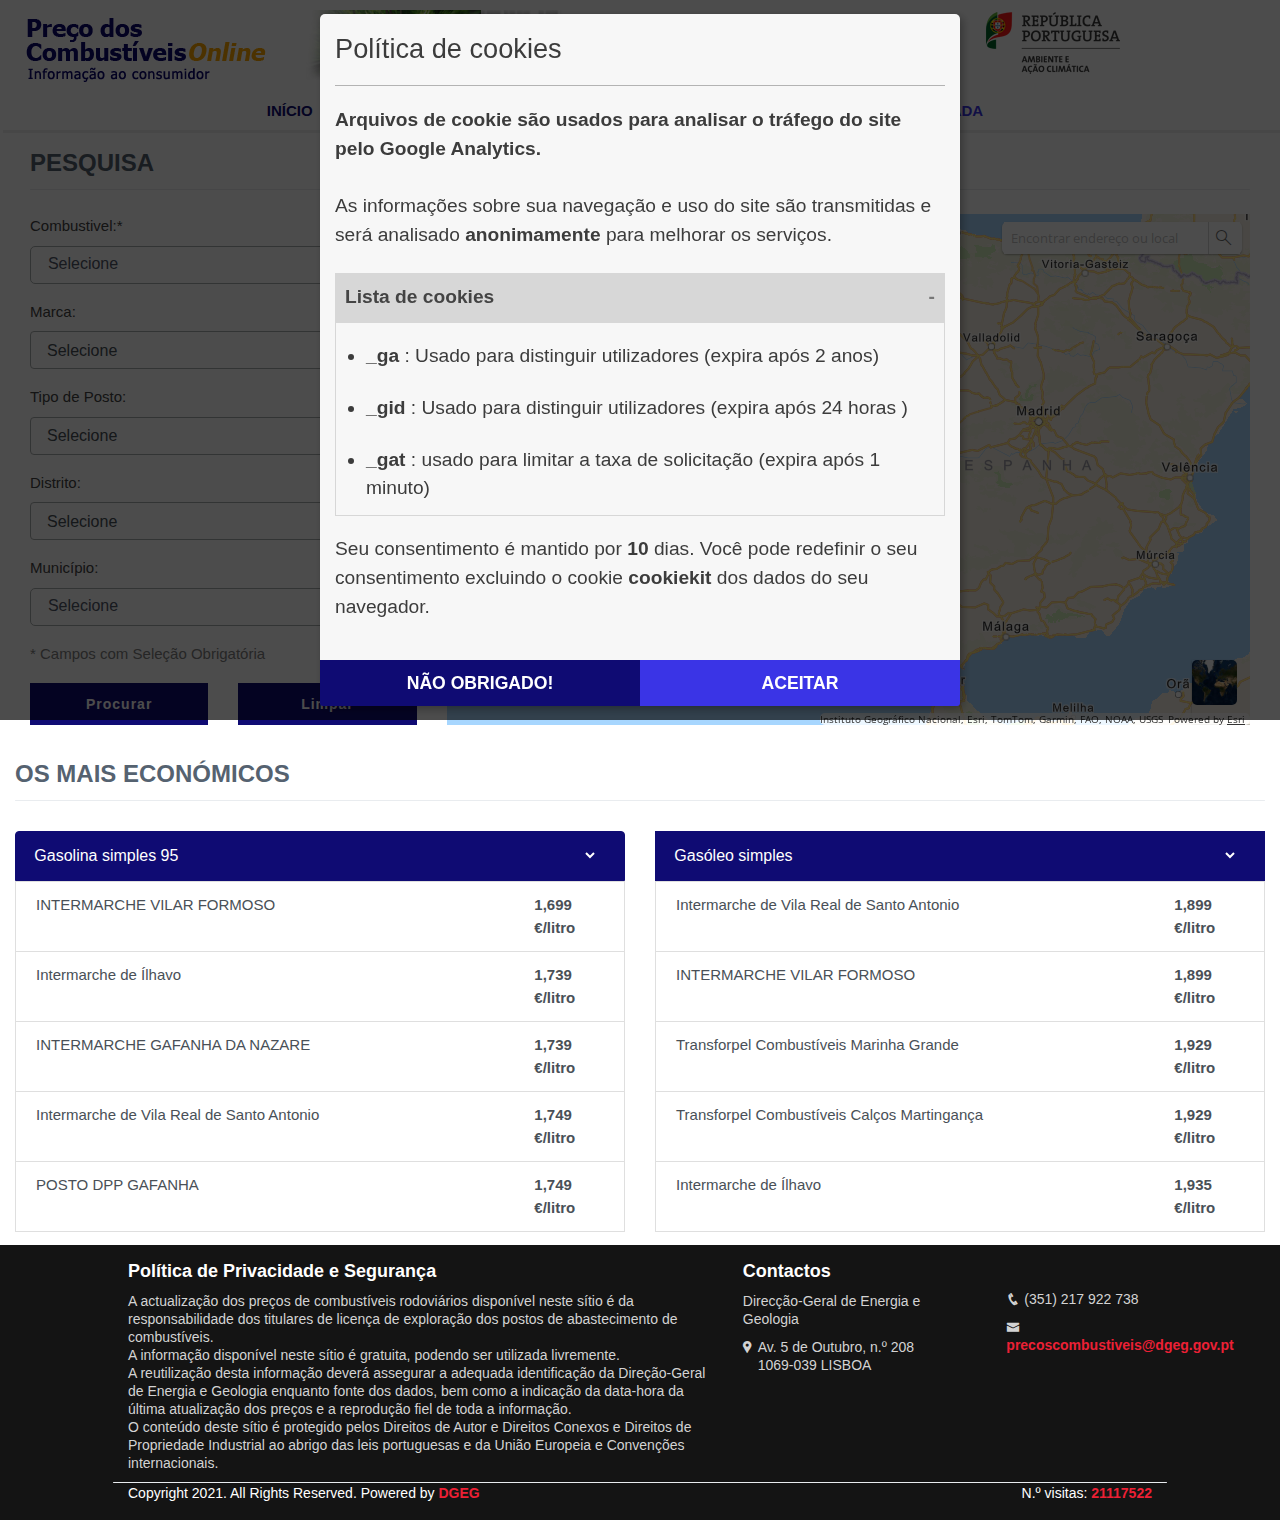 Preço dos
Combustíveis Online
Informação ao consumidor
REPÚBLICA
PORTUGUESA
AMBIENTE E
AÇÃO CLIMÁTICA
INÍCIO
PESQUISA
Combustivel:*
Selecione
Marca:
Selecione
Tipo de Posto:
Selecione
Distrito:
Selecione
Município:
Selecione
* Campos com Seleção Obrigatória
Procurar
Política de cookies
Arquivos de cookie são usados para analisar o tráfego do site
pelo Google Analytics.
As informações sobre sua navegação e uso do site são transmitidas e
será analisado anonimamente para melhorar os serviços.
Lista de cookies -
_ga : Usado para distinguir utilizadores (expira após 2 anos)
_gid : Usado para distinguir utilizadores (expira após 24 horas )
_gat : usado para limitar a taxa de solicitação (expira após 1
minuto)
Seu consentimento é mantido por 10 dias. Você pode redefinir o seu
consentimento excluindo o cookie cookiekit dos dados do seu
navegador.
NÃO OBRIGADO! ACEITAR
Encontrar endereço ou local
Vitoria-Gasteiz
Valladolid
Saragoça
Madrid
ESPANHA
Valência
Múrcia
Málaga
Orã
Melilha
Instituto Geográfico Nacional, Esri, TomTom, Garmin, FAO, NOAA, USGS Powered by Esri
OS MAIS ECONÓMICOS
Gasolina simples 95
INTERMARCHE VILAR FORMOSO 1,699
€/litro
Intermarche de Ílhavo 1,739
€/litro
INTERMARCHE GAFANHA DA NAZARE 1,739
€/litro
Intermarche de Vila Real de Santo Antonio 1,749
€/litro
POSTO DPP GAFANHA 1,749
€/litro
Gasóleo simples
Intermarche de Vila Real de Santo Antonio 1,899
€/litro
INTERMARCHE VILAR FORMOSO 1,899
€/litro
Transforpel Combustíveis Marinha Grande 1,929
€/litro
Transforpel Combustíveis Calços Martingança 1,929
€/litro
Intermarche de Ílhavo 1,935
€/litro
Política de Privacidade e Segurança
A actualização dos preços de combustíveis rodoviários disponível neste sítio é da
responsabilidade dos titulares de licença de exploração dos postos de abastecimento de
combustíveis.
A informação disponível neste sítio é gratuita, podendo ser utilizada livremente.
A reutilização desta informação deverá assegurar a adequada identificação da Direção-Geral
de Energia e Geologia enquanto fonte dos dados, bem como a indicação da data-hora da
última atualização dos preços e a reprodução fiel de toda a informação.
O conteúdo deste sítio é protegido pelos Direitos de Autor e Direitos Conexos e Direitos de
Propriedade Industrial ao abrigo das leis portuguesas e da União Europeia e Convenções
internacionais.
Contactos
Direcção-Geral de Energia e
Geologia
Av. 5 de Outubro, n.º 208
1069-039 LISBOA
(351) 217 922 738
precoscombustiveis@dgeg.gov.pt
Copyright 2021. All Rights Reserved. Powered by DGEG
N.º visitas: 21117522